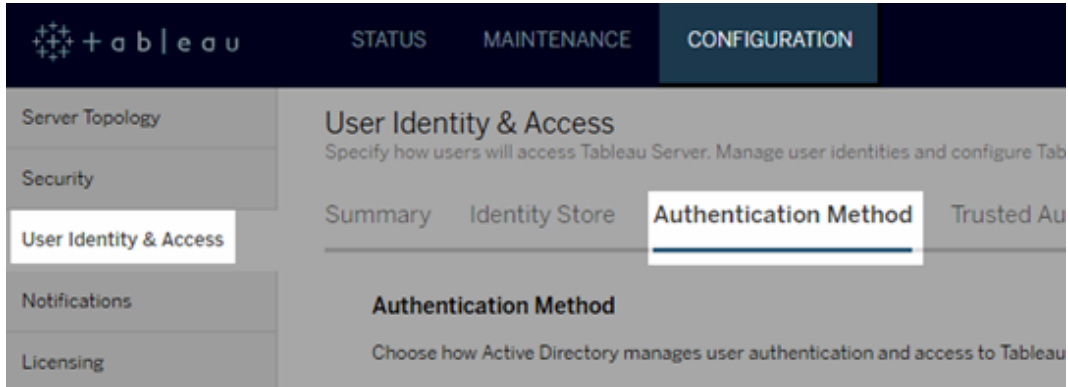 + a b | e a u STATUS MAINTENANCE CONFIGURATION
Server Topology
Security
User Identity & Access
Notifications
Licensing
User Identity & Access
Specify how users will access Tableau Server. Manage user identities and configure Tab
Summary Identity Store Authentication Method Trusted Au
Authentication Method
Choose how Active Directory manages user authentication and access to Tableau